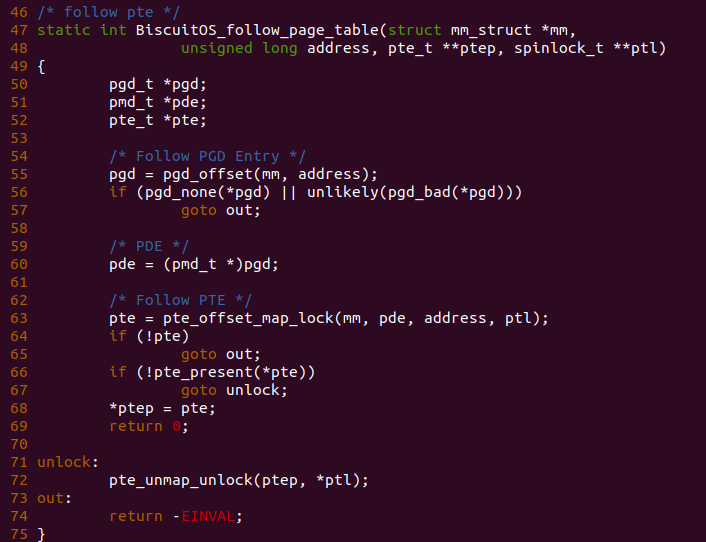 46 /* follow pte */
47 static int BiscuitOS_follow_page_table(struct mm_struct *mm,
48                 unsigned long address, pte_t **ptep, spinlock_t **ptl)
49 {
50         pgd_t *pgd;
51         pmd_t *pde;
52         pte_t *pte;
53
54         /* Follow PGD Entry */
55         pgd = pgd_offset(mm, address);
56         if (pgd_none(*pgd) || unlikely(pgd_bad(*pgd)))
57                 goto out;
58
59         /* PDE */
60         pde = (pmd_t *)pgd;
61
62         /* Follow PTE */
63         pte = pte_offset_map_lock(mm, pde, address, ptl);
64         if (!pte)
65                 goto out;
66         if (!pte_present(*pte))
67                 goto unlock;
68         *ptep = pte;
69         return 0;
70
71 unlock:
72         pte_unmap_unlock(ptep, *ptl);
73 out:
74         return -EINVAL;
75 }